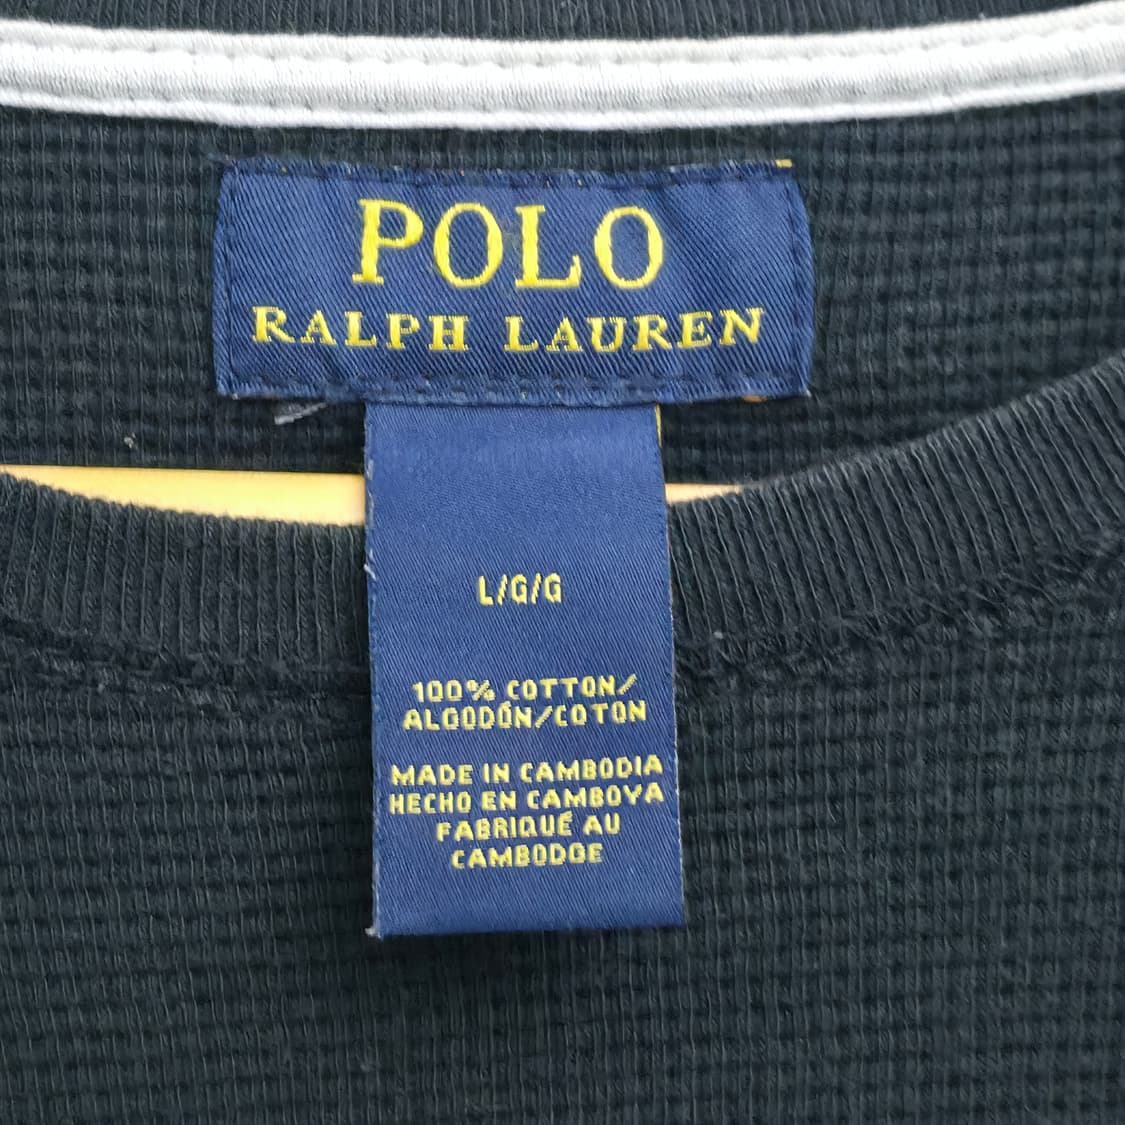 POLO
RALPH LAUREN
L/G/G
100% COTTON/
ALGODÓN/COTON
MADE IN CAMBODIA
HECHO EN CAMBOYA
FABRIQUÉ AU
CAMBODGE